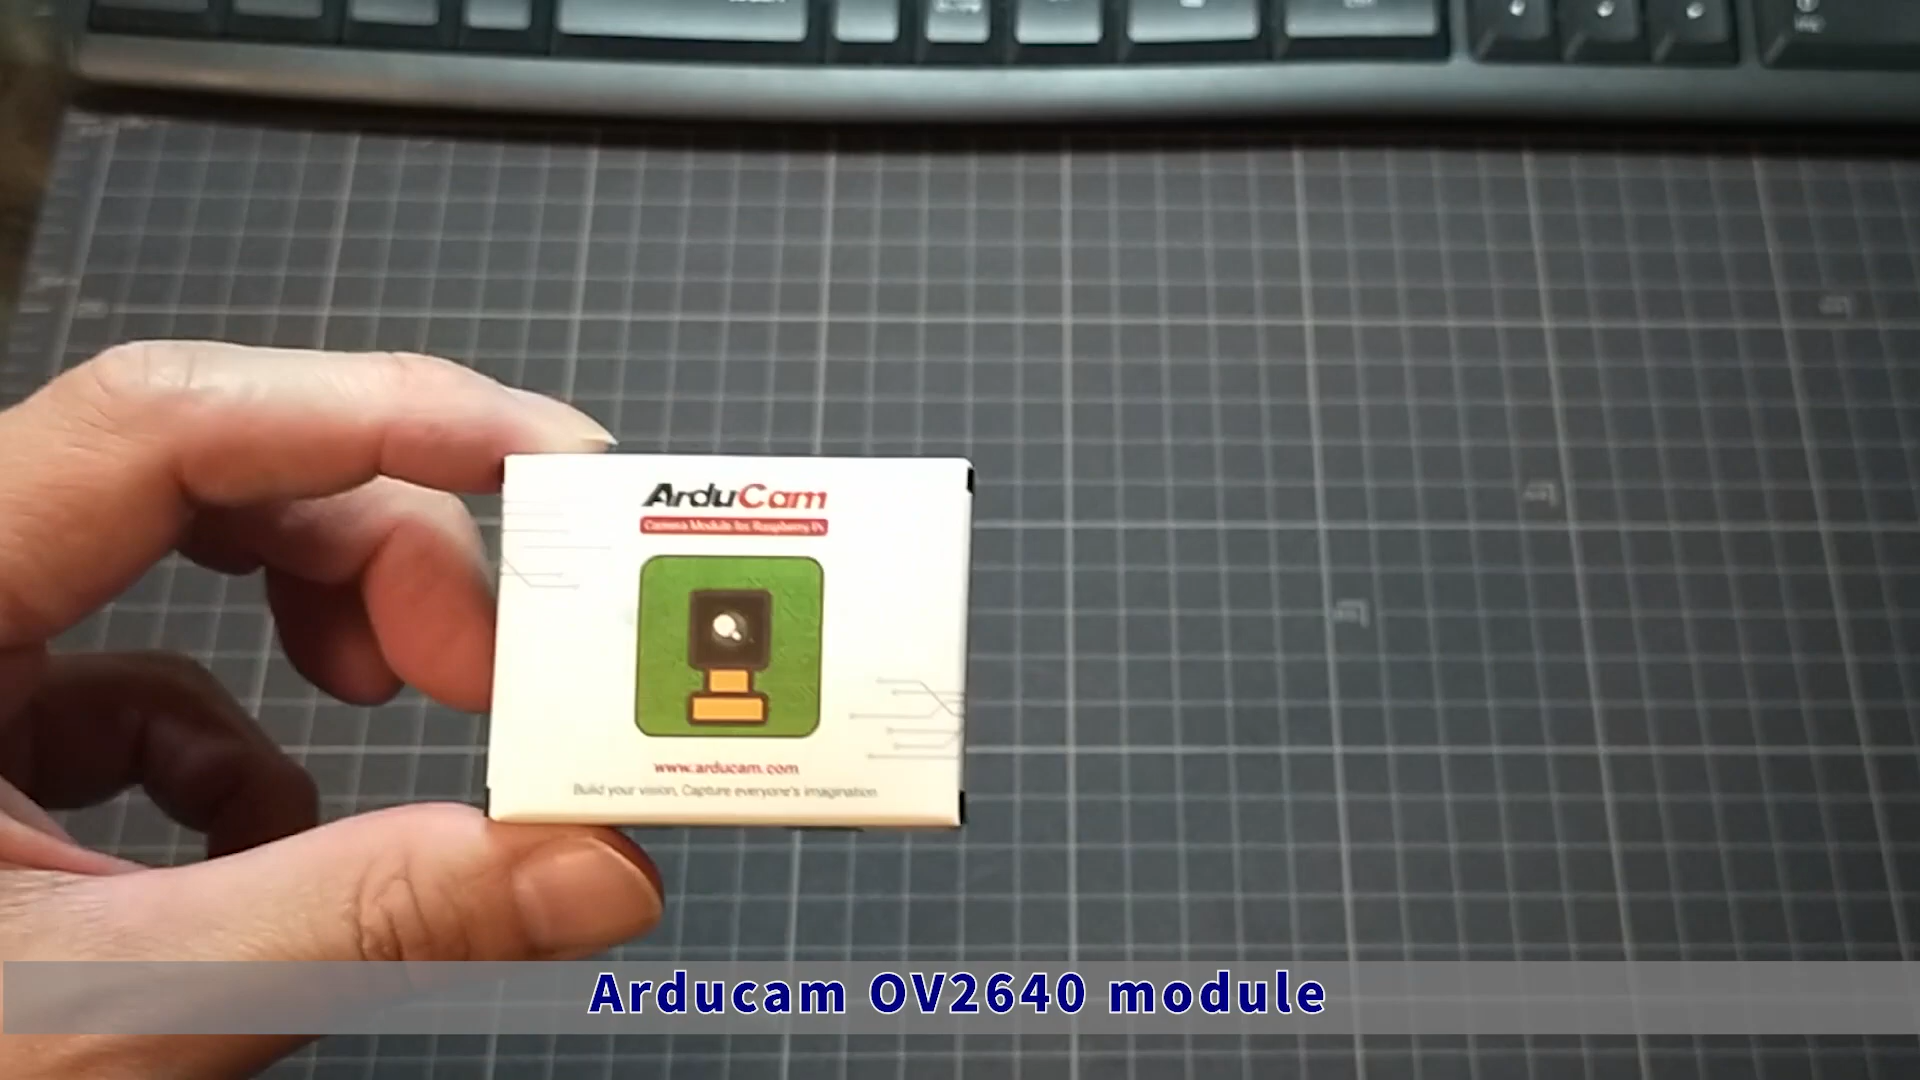 ArduCam
Camera Module for Raspberry Pi
www.arducam.com
Build your vision, Capture everyone's imagination
Arducam OV2640 module